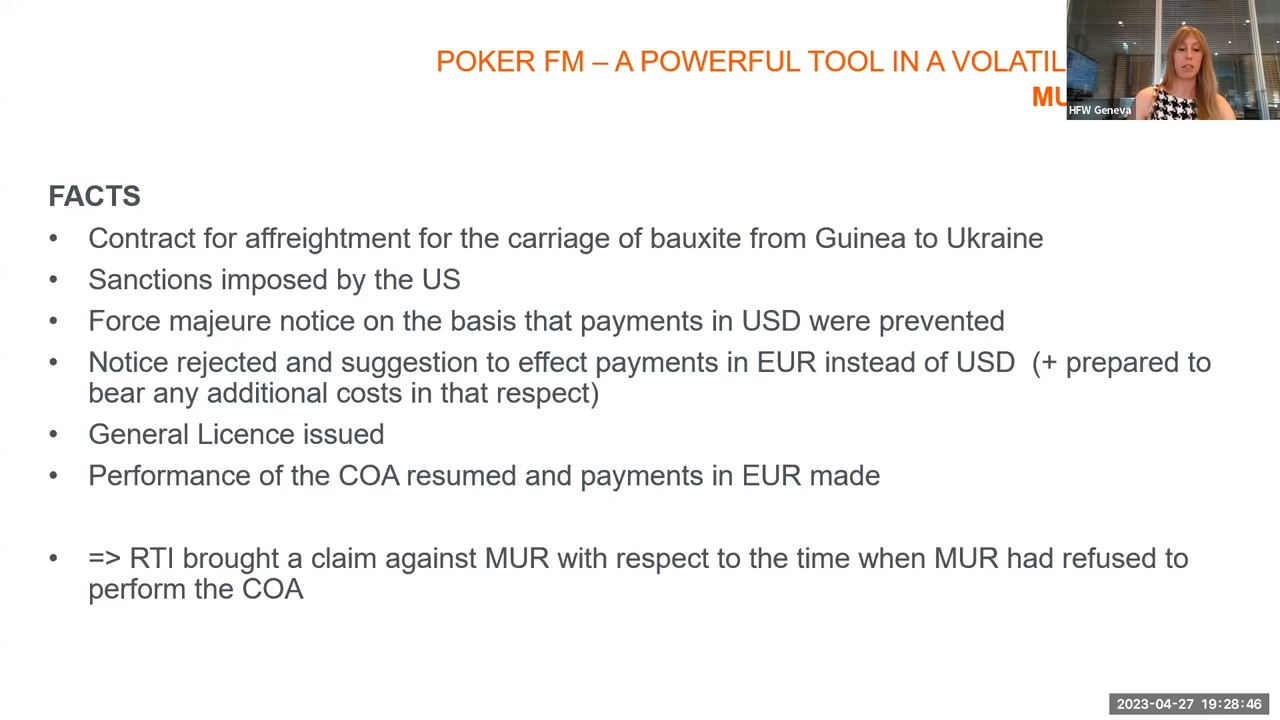 POKER FM – A POWERFUL TOOL IN A VOLATIL
MU
HFW Geneva
FACTS
• Contract for affreightment for the carriage of bauxite from Guinea to Ukraine
• Sanctions imposed by the US
• Force majeure notice on the basis that payments in USD were prevented
• Notice rejected and suggestion to effect payments in EUR instead of USD (+ prepared to
bear any additional costs in that respect)
• General Licence issued
• Performance of the COA resumed and payments in EUR made
• => RTI brought a claim against MUR with respect to the time when MUR had refused to
perform the COA
2023-04-27 19:28:46